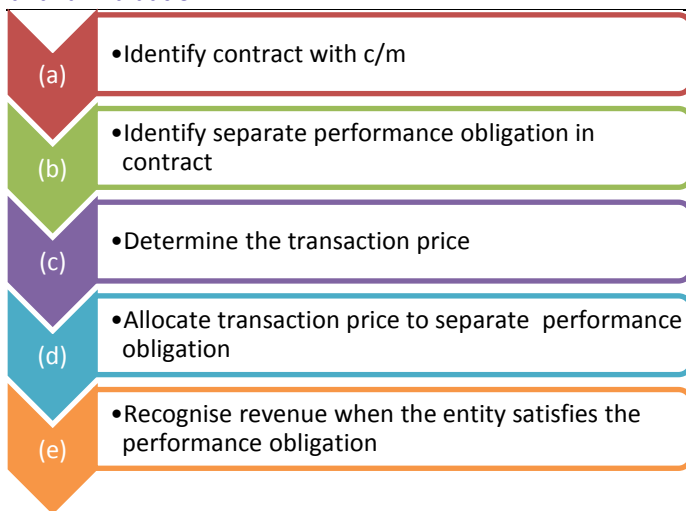 (a)
•Identify contract with c/m
(b)
•Identify separate performance obligation in
contract
(c)
•Determine the transaction price
(d)
•Allocate transaction price to separate performance
obligation
(e)
•Recognise revenue when the entity satisfies the
performance obligation